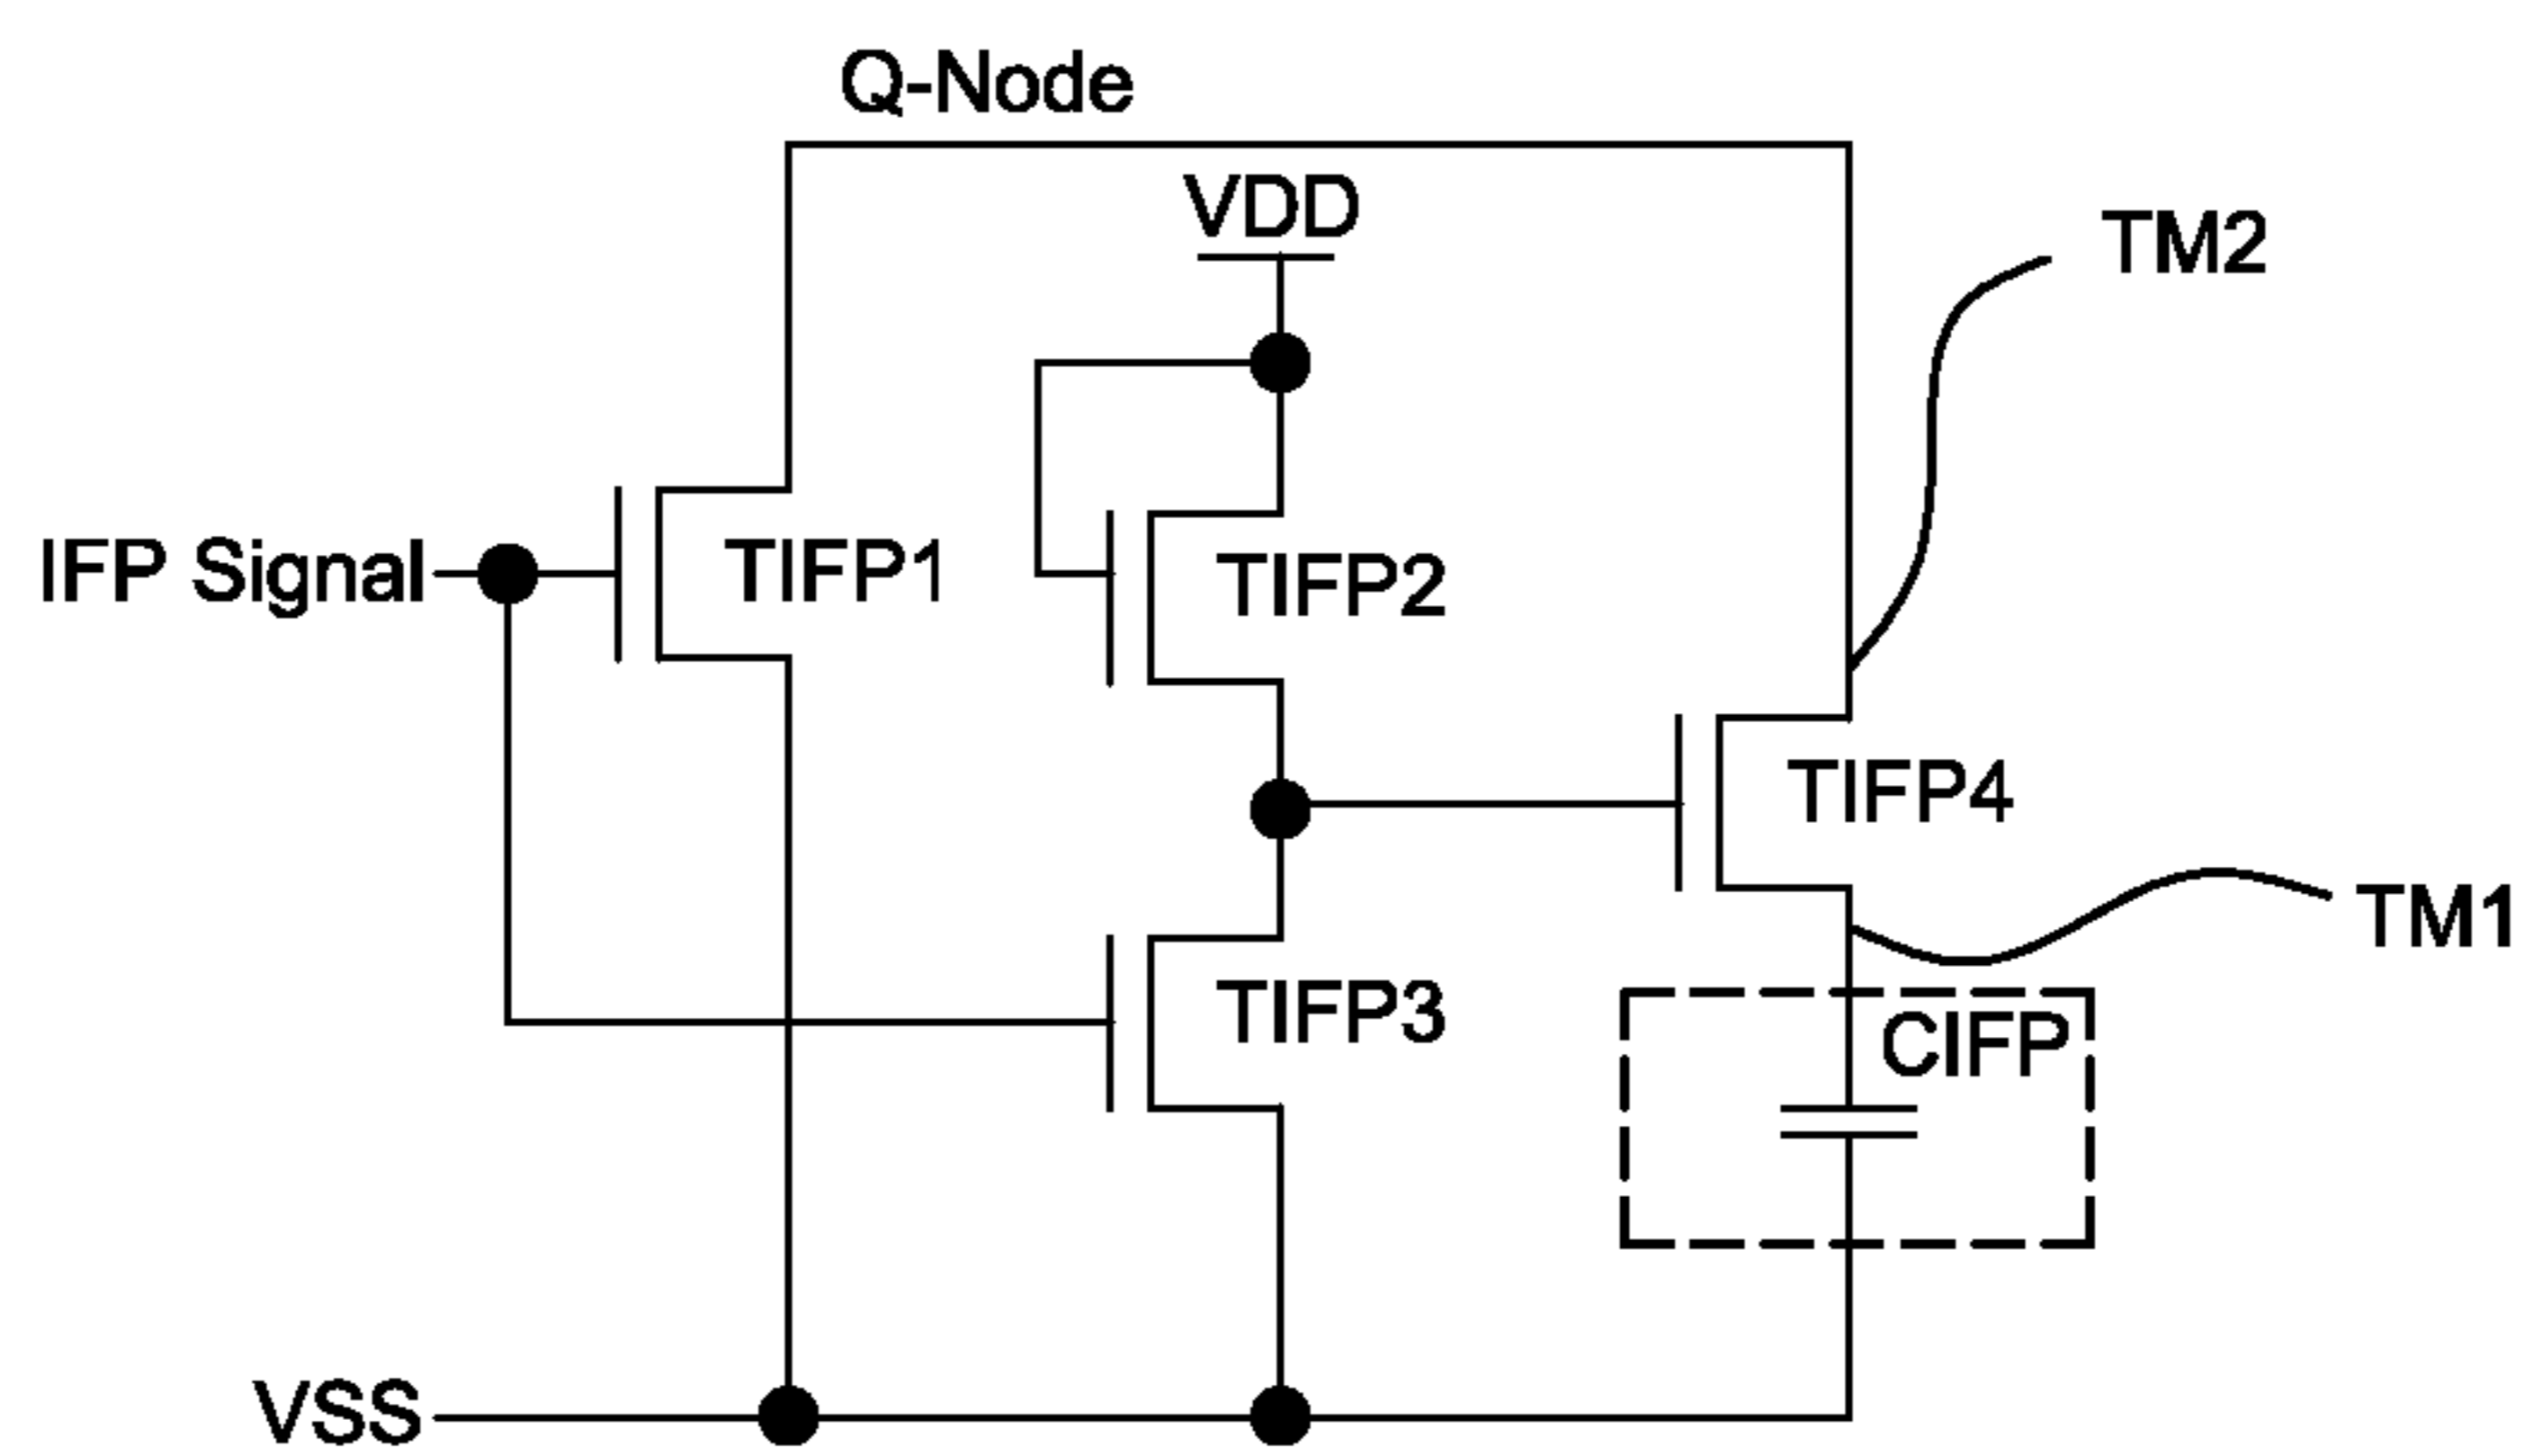 Q-Node
VDD
TM2
IFP Signal
TIFP1
TIFP2
TIFP4
TM1
TIFP3
CIFP
VSS